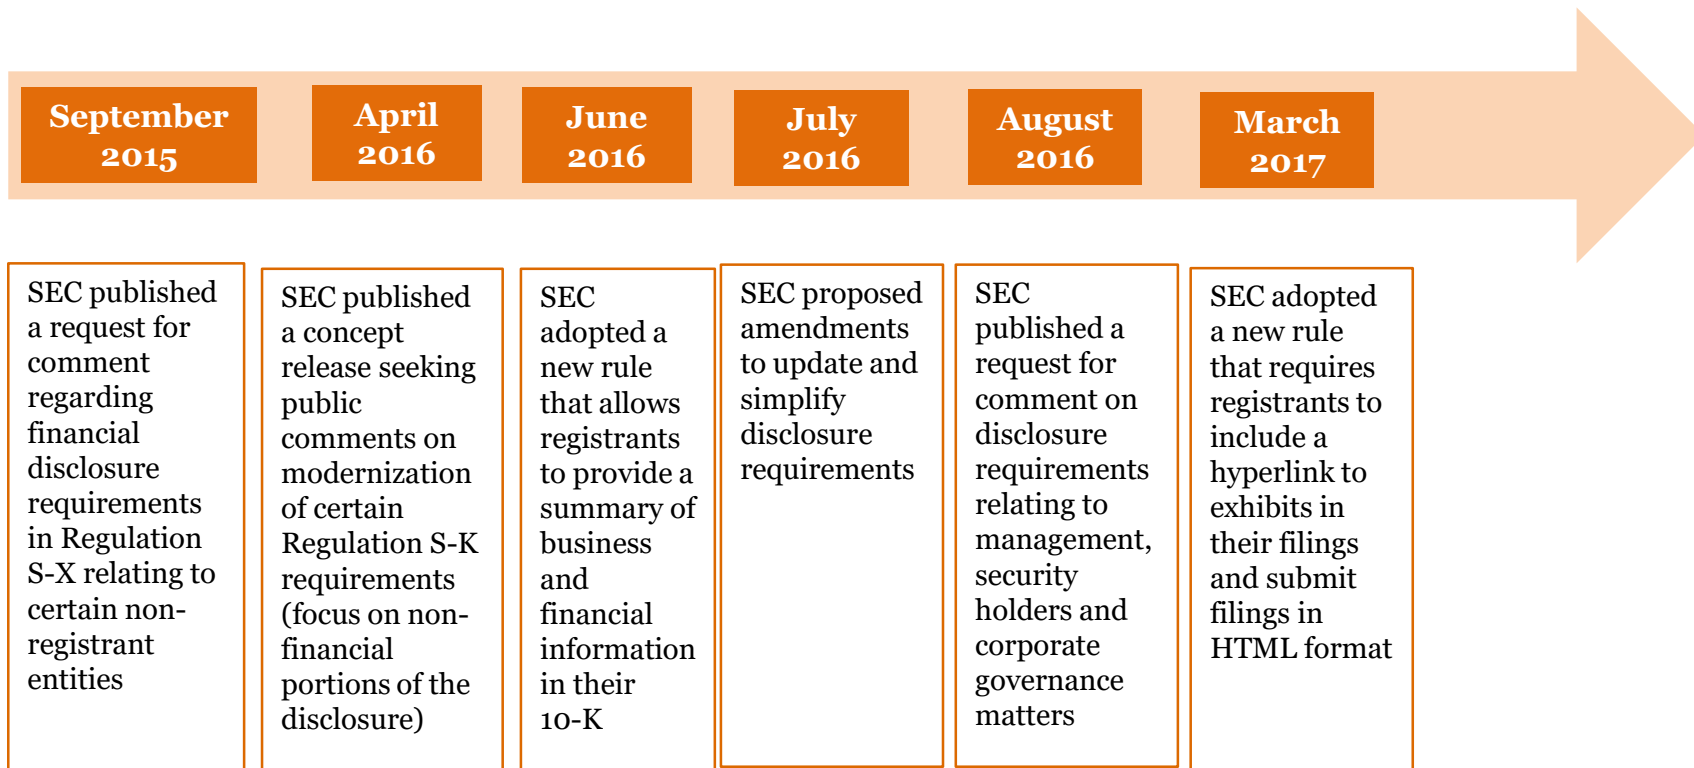 September
2015
April
2016
June
2016
July
2016
August
2016
March
2017
SEC published
a request for
comment
regarding
financial
disclosure
requirements
in Regulation
S-X relating to
certain non-
registrant
entities
SEC published
a concept
release seeking
public
comments on
modernization
of certain
Regulation S-K
requirements
(focus on non-
financial
portions of the
disclosure)
SEC
adopted a
new rule
that allows
registrants
to provide a
summary of
business
and
financial
information
in their
10-K
SEC proposed
amendments
to update and
simplify
disclosure
requirements
SEC
published a
request for
comment on
disclosure
requirements
relating to
management,
security
holders and
corporate
governance
matters
SEC adopted
a new rule
that requires
registrants to
include a
hyperlink to
exhibits in
their filings
and submit
filings in
HTML format